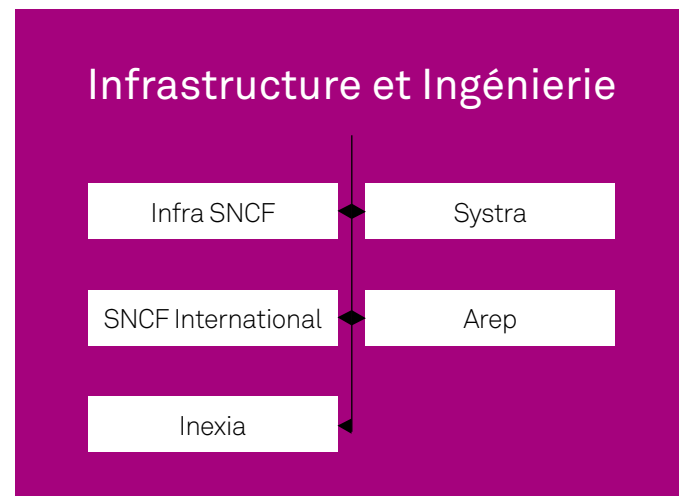 Infrastructure et Ingénierie
Infra SNCF
Systra
SNCF International
Arep
Inexia